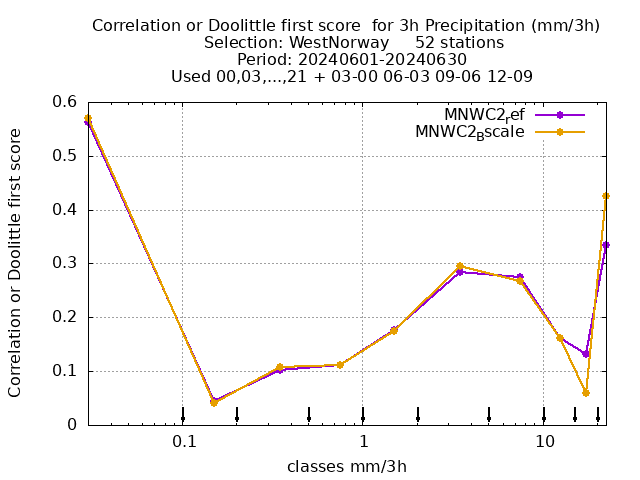 Correlation or Doolittle first score  for 3h Precipitation (mm/3h)
Selection: WestNorway     52 stations
Period: 20240601-20240630
Used 00,03,...,21 + 03-00 06-03 09-06 12-09
MNWC2ref
MNWC2Bscale
Correlation or Doolittle first score
0.6
0.5
0.4
0.3
0.2
0.1
0
0.1
1
10
classes mm/3h